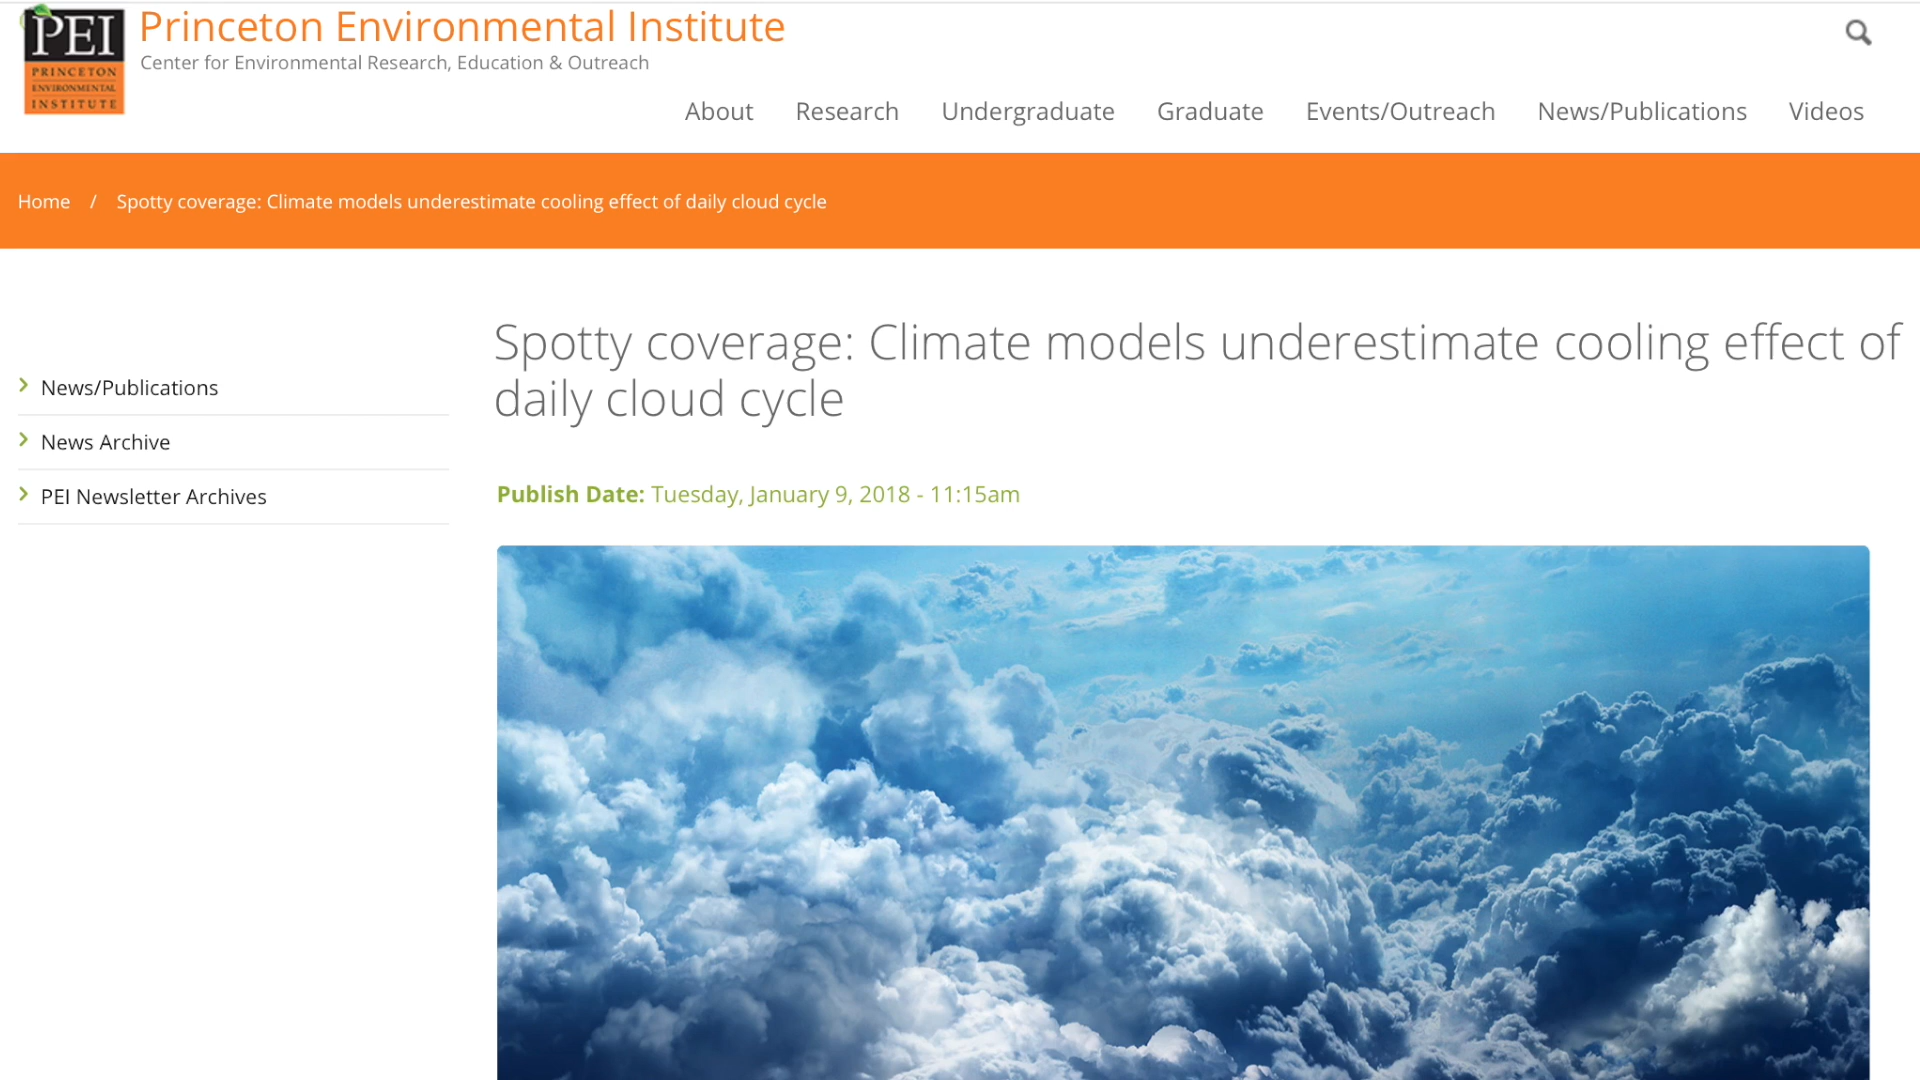 PEI
PRINCETON
ENVIRONMENTAL
INSTITUTE
Princeton Environmental Institute
Center for Environmental Research, Education & Outreach
About Research Undergraduate Graduate Events/Outreach News/Publications Videos
Home / Spotty coverage: Climate models underestimate cooling effect of daily cloud cycle
News/Publications
News Archive
PEI Newsletter Archives
Spotty coverage: Climate models underestimate cooling effect of
daily cloud cycle
Publish Date: Tuesday, January 9, 2018 - 11:15am